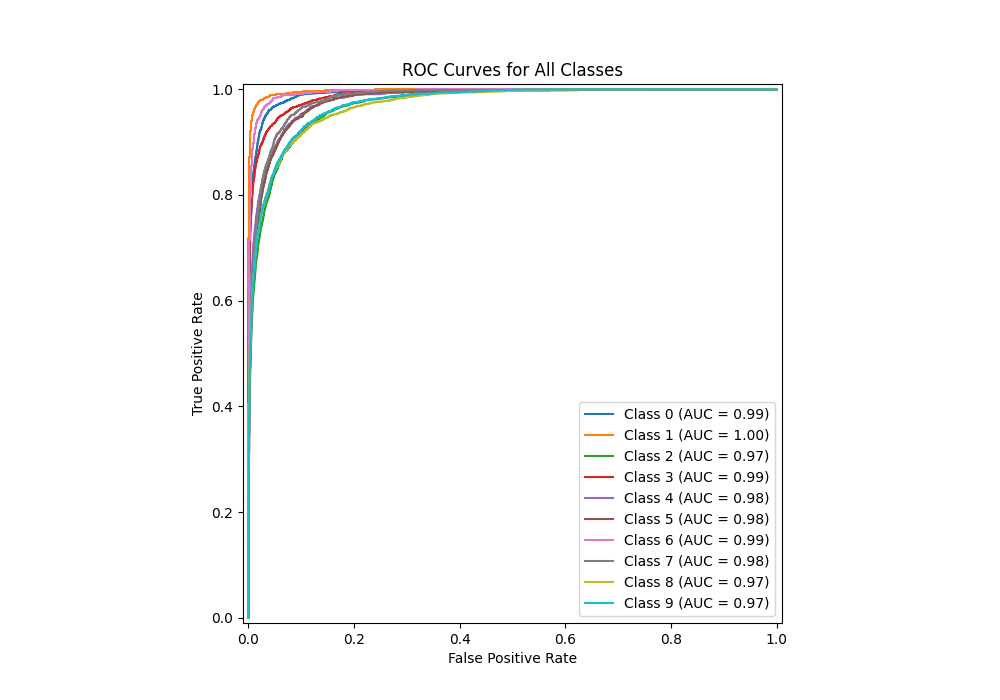 ROC Curves for All Classes
1.0
0.8
0.6
0.4
0.2
0.0
True Positive Rate
Class 0 (AUC = 0.99)
Class 1 (AUC = 1.00)
Class 2 (AUC = 0.97)
Class 3 (AUC = 0.99)
Class 4 (AUC = 0.98)
Class 5 (AUC = 0.98)
Class 6 (AUC = 0.99)
Class 7 (AUC = 0.98)
Class 8 (AUC = 0.97)
Class 9 (AUC = 0.97)
0.0 0.2 0.4 0.6 0.8 1.0
False Positive Rate